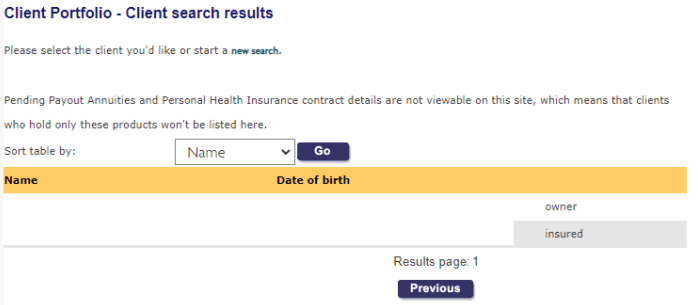 Client Portfolio - Client search results
Please select the client you'd like or start a new search.
Pending Payout Annuities and Personal Health Insurance contract details are not viewable on this site, which means that clients
who hold only these products won't be listed here.
Sort table by: Name Go
Name Date of birth
owner
insured
Results page: 1
Previous